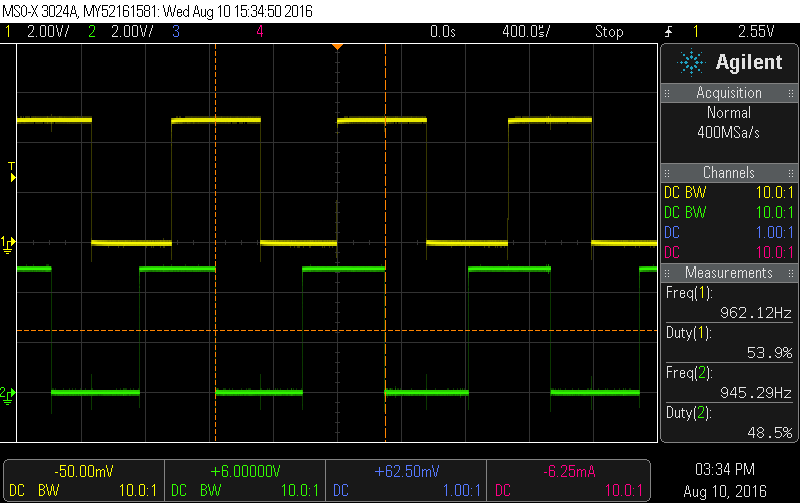 MSO-X 3024A, MY52161581: Wed Aug 10 15:34:50 2016
1 2.00V/ 2 2.00V/ 3 4 0.0s 400.0µs/ Stop 1 2.55V
Agilent
Acquisition
Normal
400MSa/s
Channels
DC BW 10.0:1
DC BW 10.0:1
DC 1.00:1
DC 10.0:1
Measurements
Freq(1):
962.12Hz
Duty(1):
53.9%
Freq(2):
945.29Hz
Duty(2):
48.5%
T
1
2
-50.00mV +6.00000V +62.50mV -6.25mA
DC BW 10.0:1 DC BW 10.0:1 DC 1.00:1 DC 10.0:1
03:34 PM
Aug 10, 2016